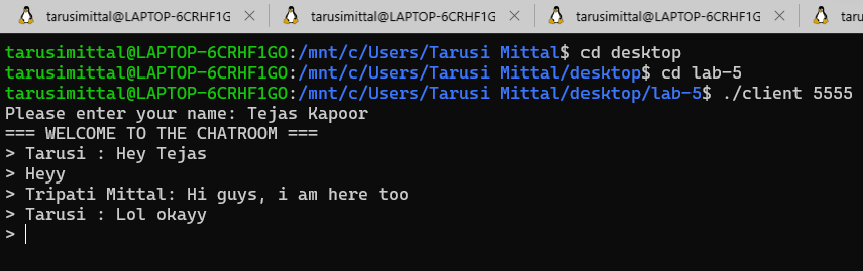 tarusimittal@LAPTOP-6CRHF1G tarusimittal@LAPTOP-6CRHF1G tarusimittal@LAPTOP-6CRHF1G tarusimi
tarusimittal@LAPTOP-6CRHF1GO:/mnt/c/Users/Tarusi Mittal$ cd desktop
tarusimittal@LAPTOP-6CRHF1GO:/mnt/c/Users/Tarusi Mittal/desktop$ cd lab-5
tarusimittal@LAPTOP-6CRHF1GO:/mnt/c/Users/Tarusi Mittal/desktop/lab-5$ ./client 5555
Please enter your name: Tejas Kapoor
=== WELCOME TO THE CHATROOM ===
> Tarusi : Hey Tejas
> Heyy
> Tripati Mittal: Hi guys, i am here too
> Tarusi : Lol okayy
>